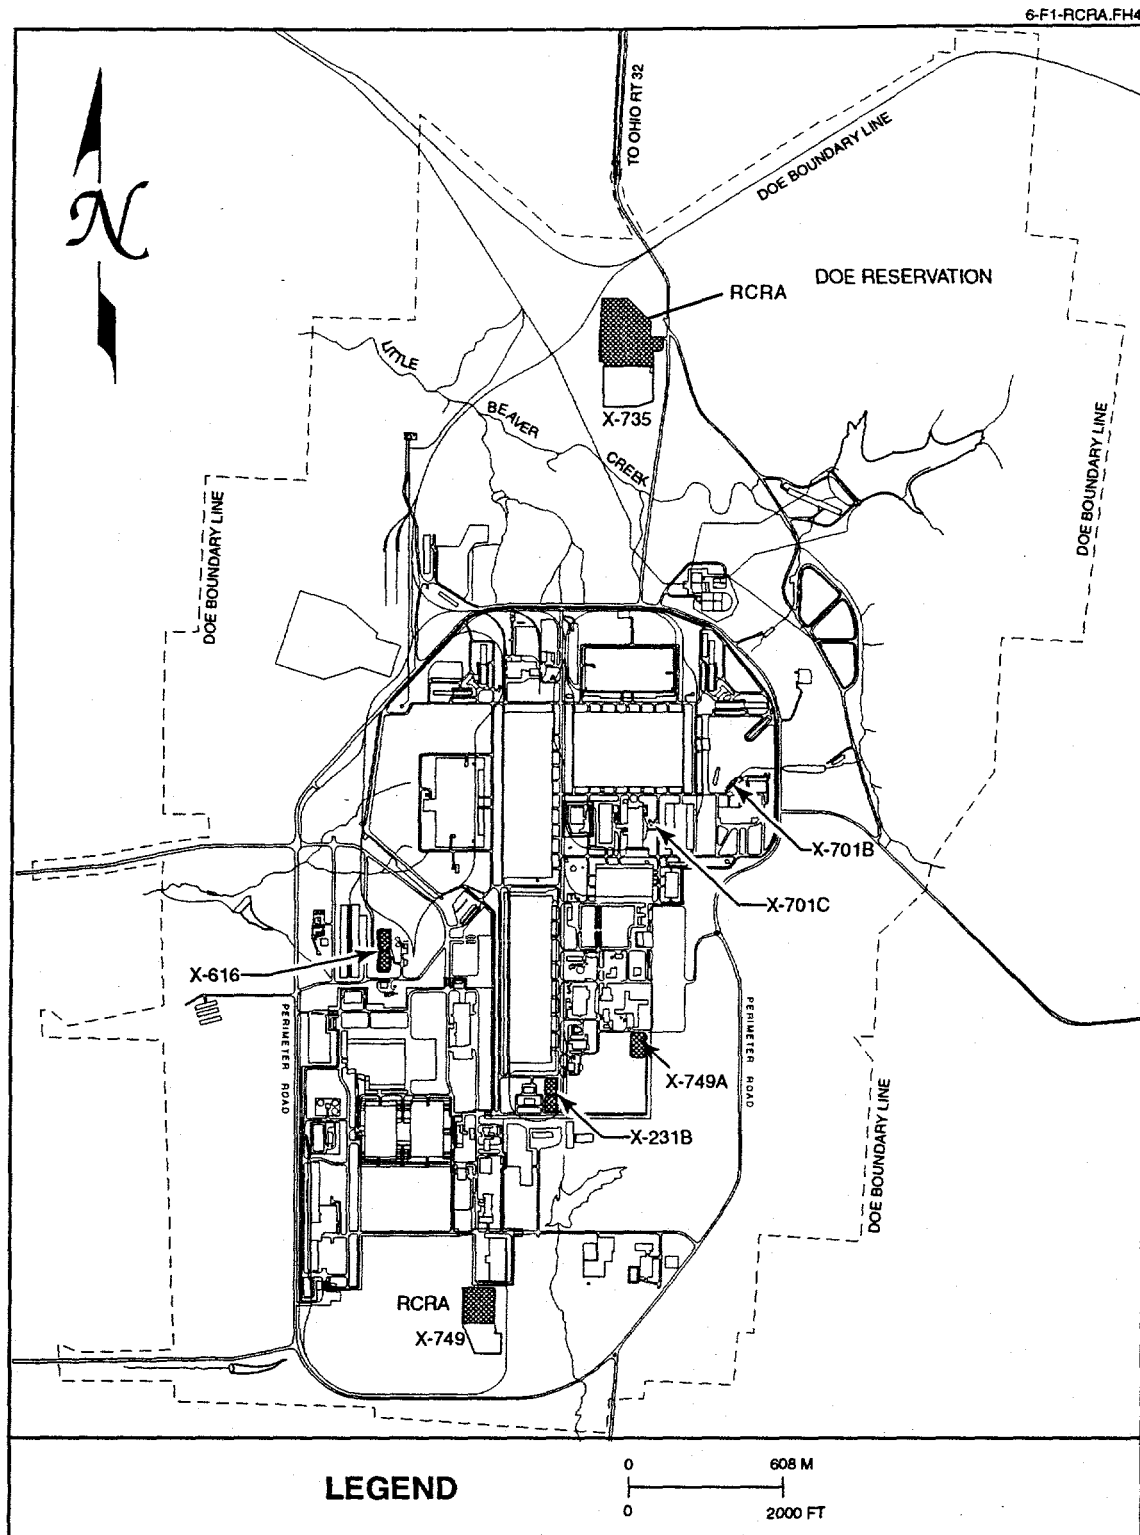 6-F1-RCRA.FH4
TO OHIO RT 32
DOE BOUNDARY LINE
N
DOE RESERVATION
RCRA
LITTLE
BEAVER
CREEK
X-735
DOE BOUNDARY LINE
DOE BOUNDARY LINE
X-701B
X-701C
X-616
PERIMETER ROAD
PERIMETER ROAD
X-749A
X-231B
DOE BOUNDARY LINE
RCRA
X-749
LEGEND
0 608 M
0 2000 FT